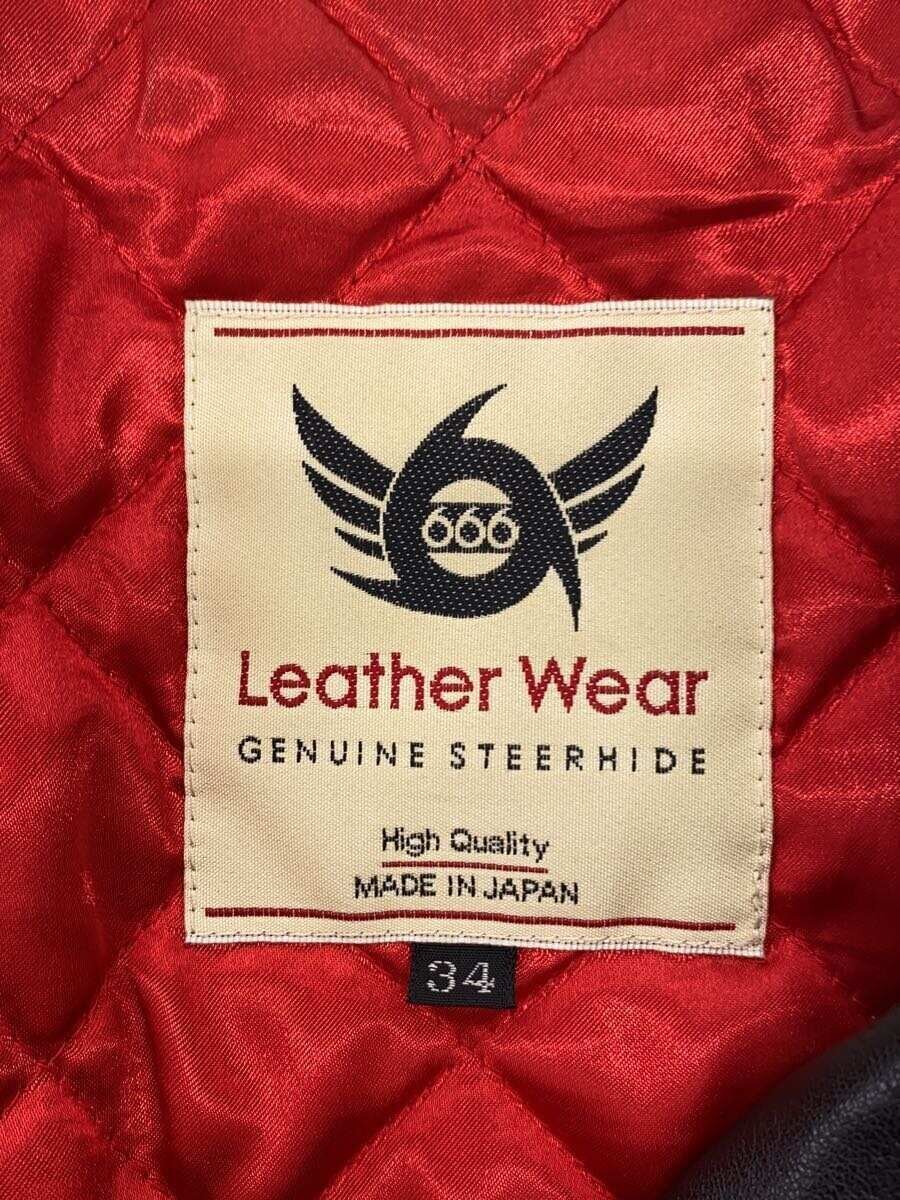 666
Leather Wear
GENUINE STEERHIDE
High Quality
MADE IN JAPAN
34